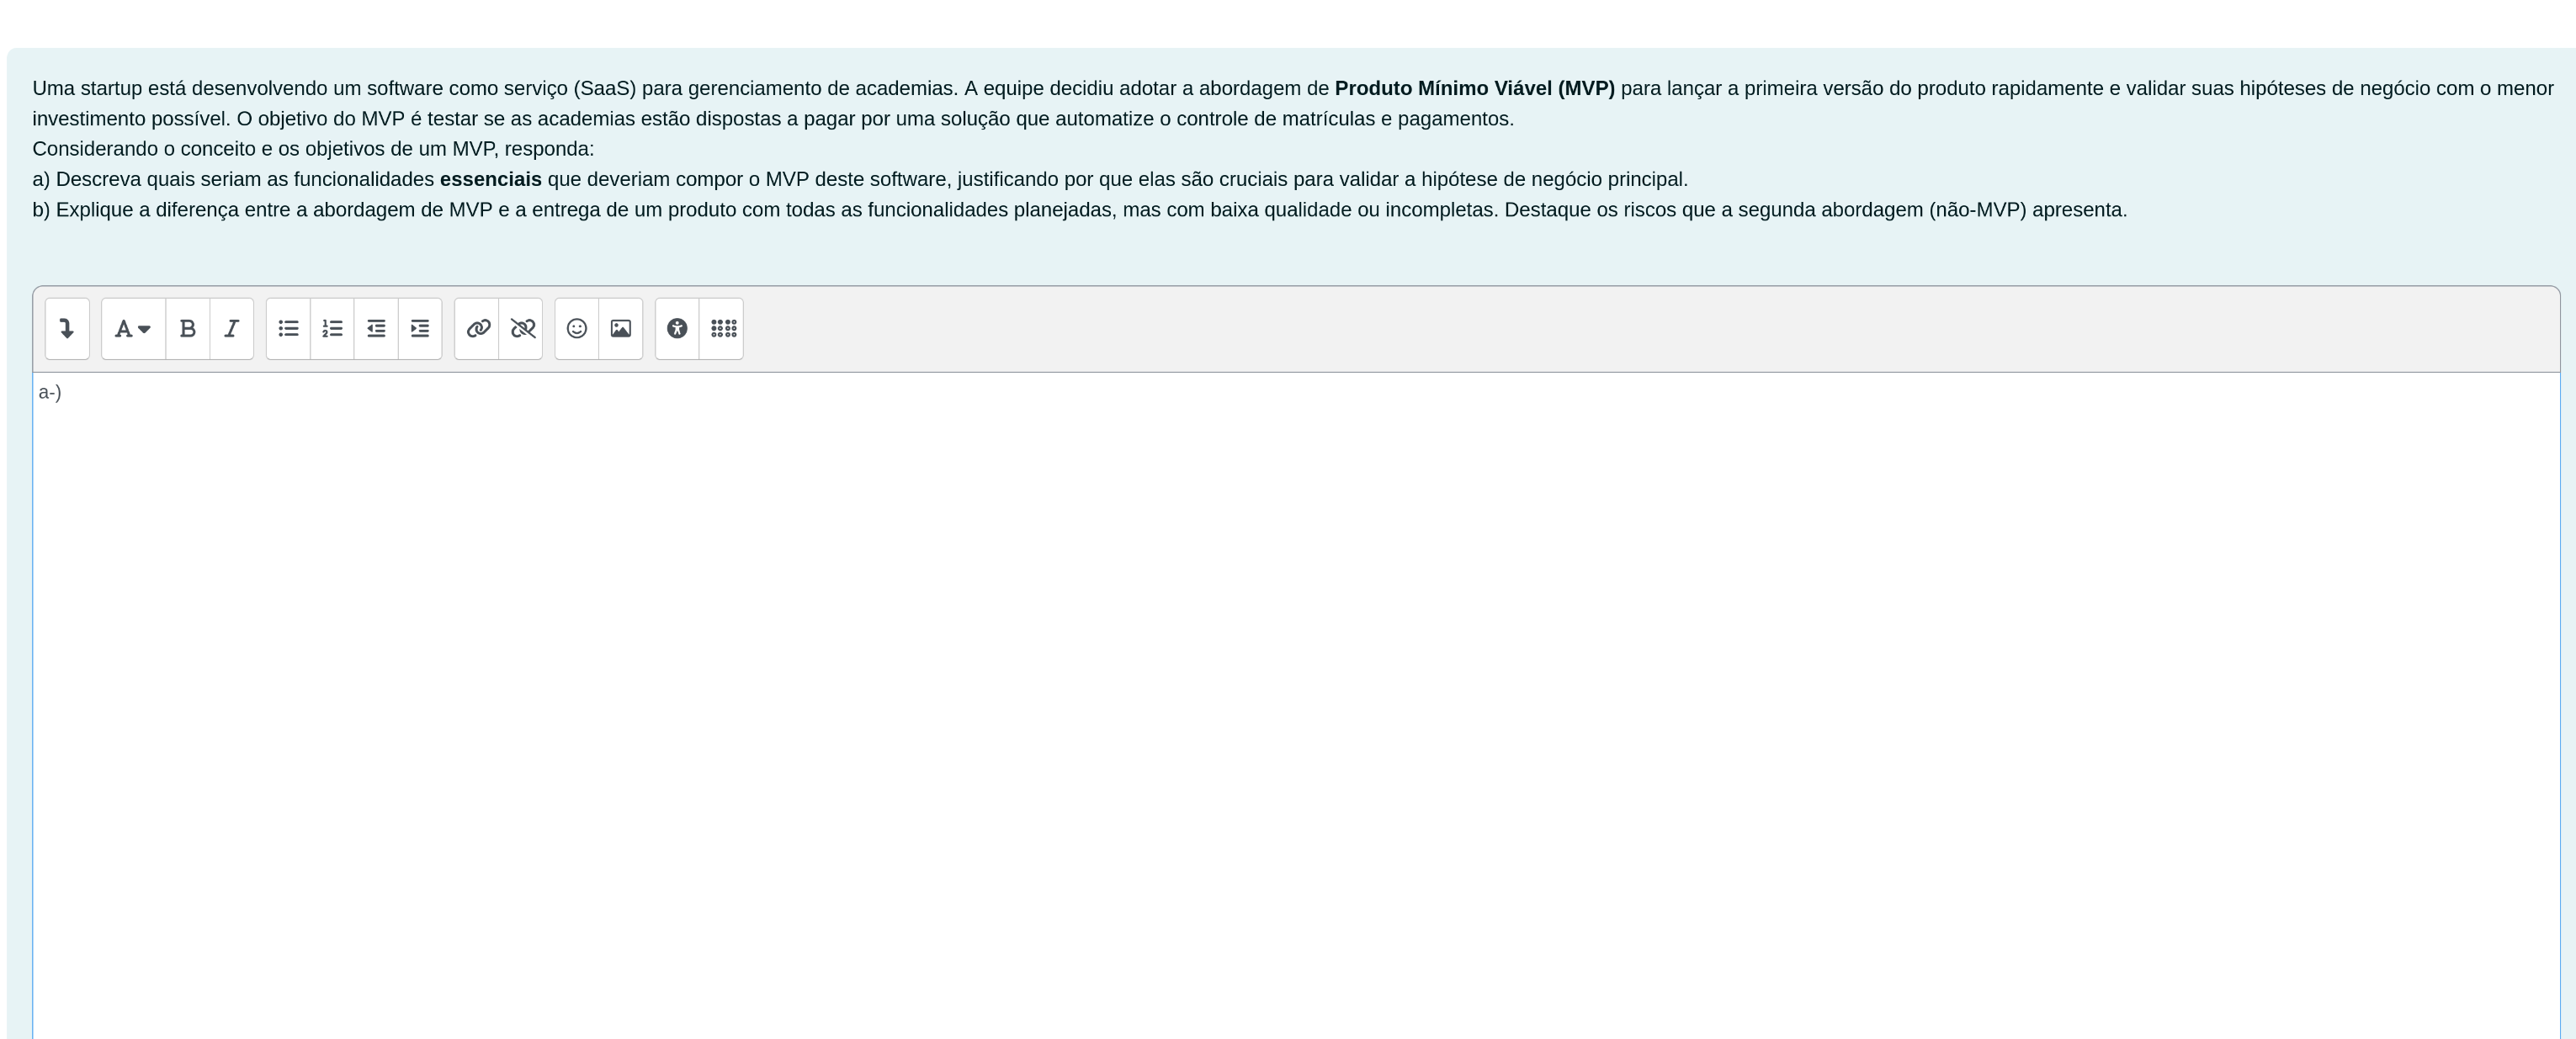 Uma startup está desenvolvendo um software como serviço (SaaS) para gerenciamento de academias. A equipe decidiu adotar a abordagem de Produto Mínimo Viável (MVP) para lançar a primeira versão do produto rapidamente e validar suas hipóteses de negócio com o menor
investimento possível. O objetivo do MVP é testar se as academias estão dispostas a pagar por uma solução que automatize o controle de matrículas e pagamentos.
Considerando o conceito e os objetivos de um MVP, responda:
a) Descreva quais seriam as funcionalidades essenciais que deveriam compor o MVP deste software, justificando por que elas são cruciais para validar a hipótese de negócio principal.
b) Explique a diferença entre a abordagem de MVP e a entrega de um produto com todas as funcionalidades planejadas, mas com baixa qualidade ou incompletas. Destaque os riscos que a segunda abordagem (não-MVP) apresenta.
a-)